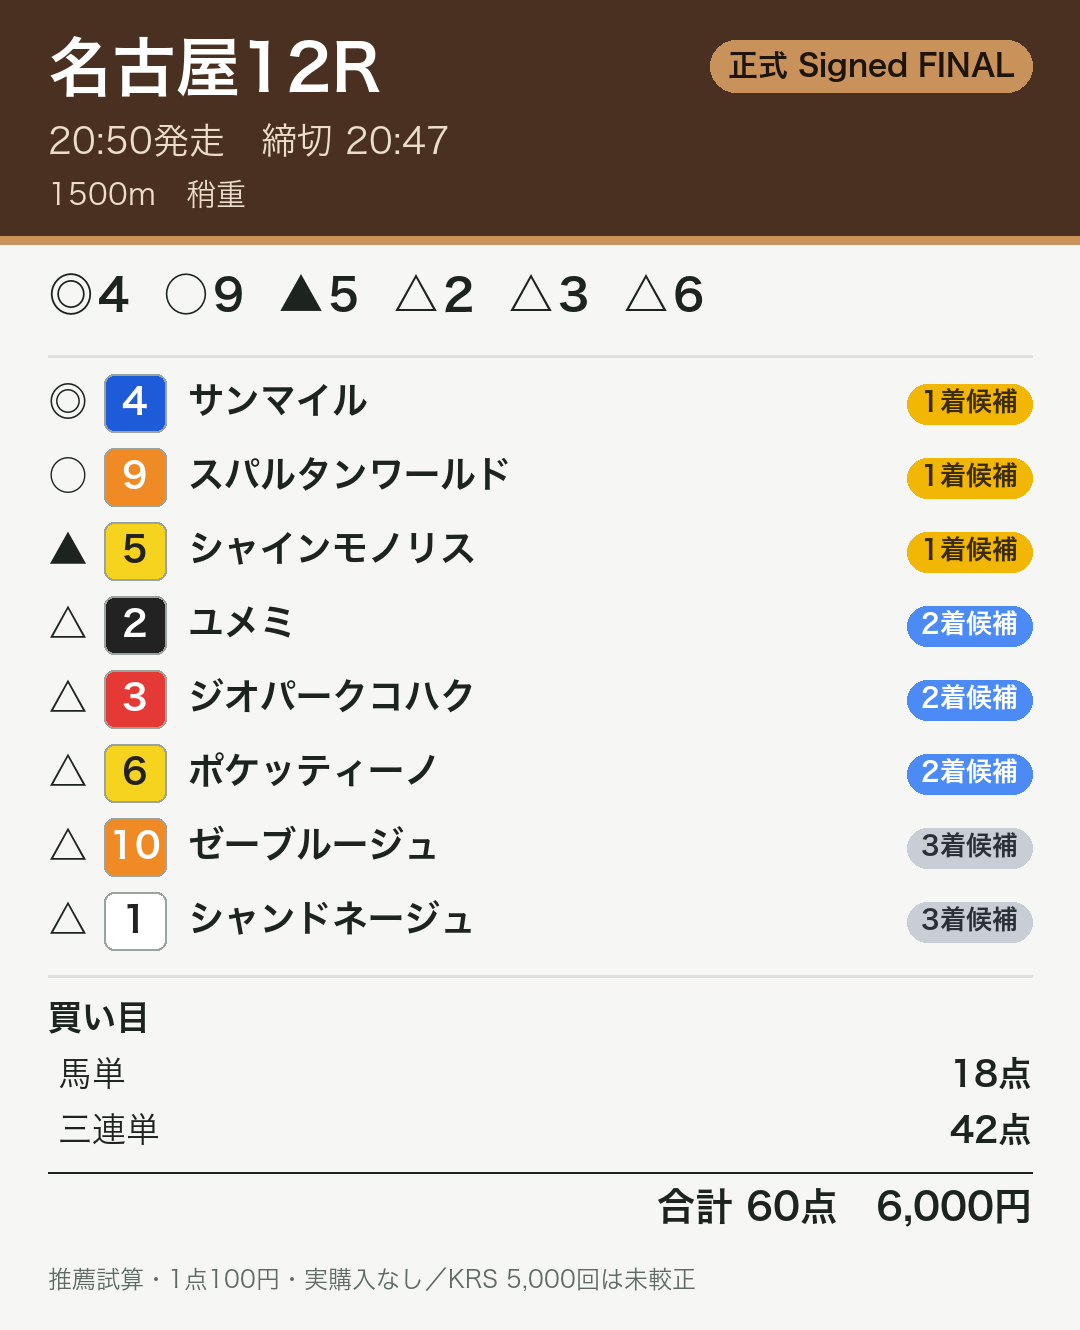 名古屋12R
正式 Signed FINAL
20:50発走　締切 20:47
1500m　稍重
◎4 ○9 ▲5 △2 △3 △6
◎ 4 サンマイル 1着候補
○ 9 スパルタンワールド 1着候補
▲ 5 シャインモノリス 1着候補
△ 2 ユメミ 2着候補
△ 3 ジオパークコハク 2着候補
△ 6 ポケッティーノ 2着候補
△ 10 ゼーブルージュ 3着候補
△ 1 シャンドネージュ 3着候補
買い目
馬単 18点
三連単 42点
合計 60点　6,000円
推薦試算・1点100円・実購入なし／KRS 5,000回は未較正